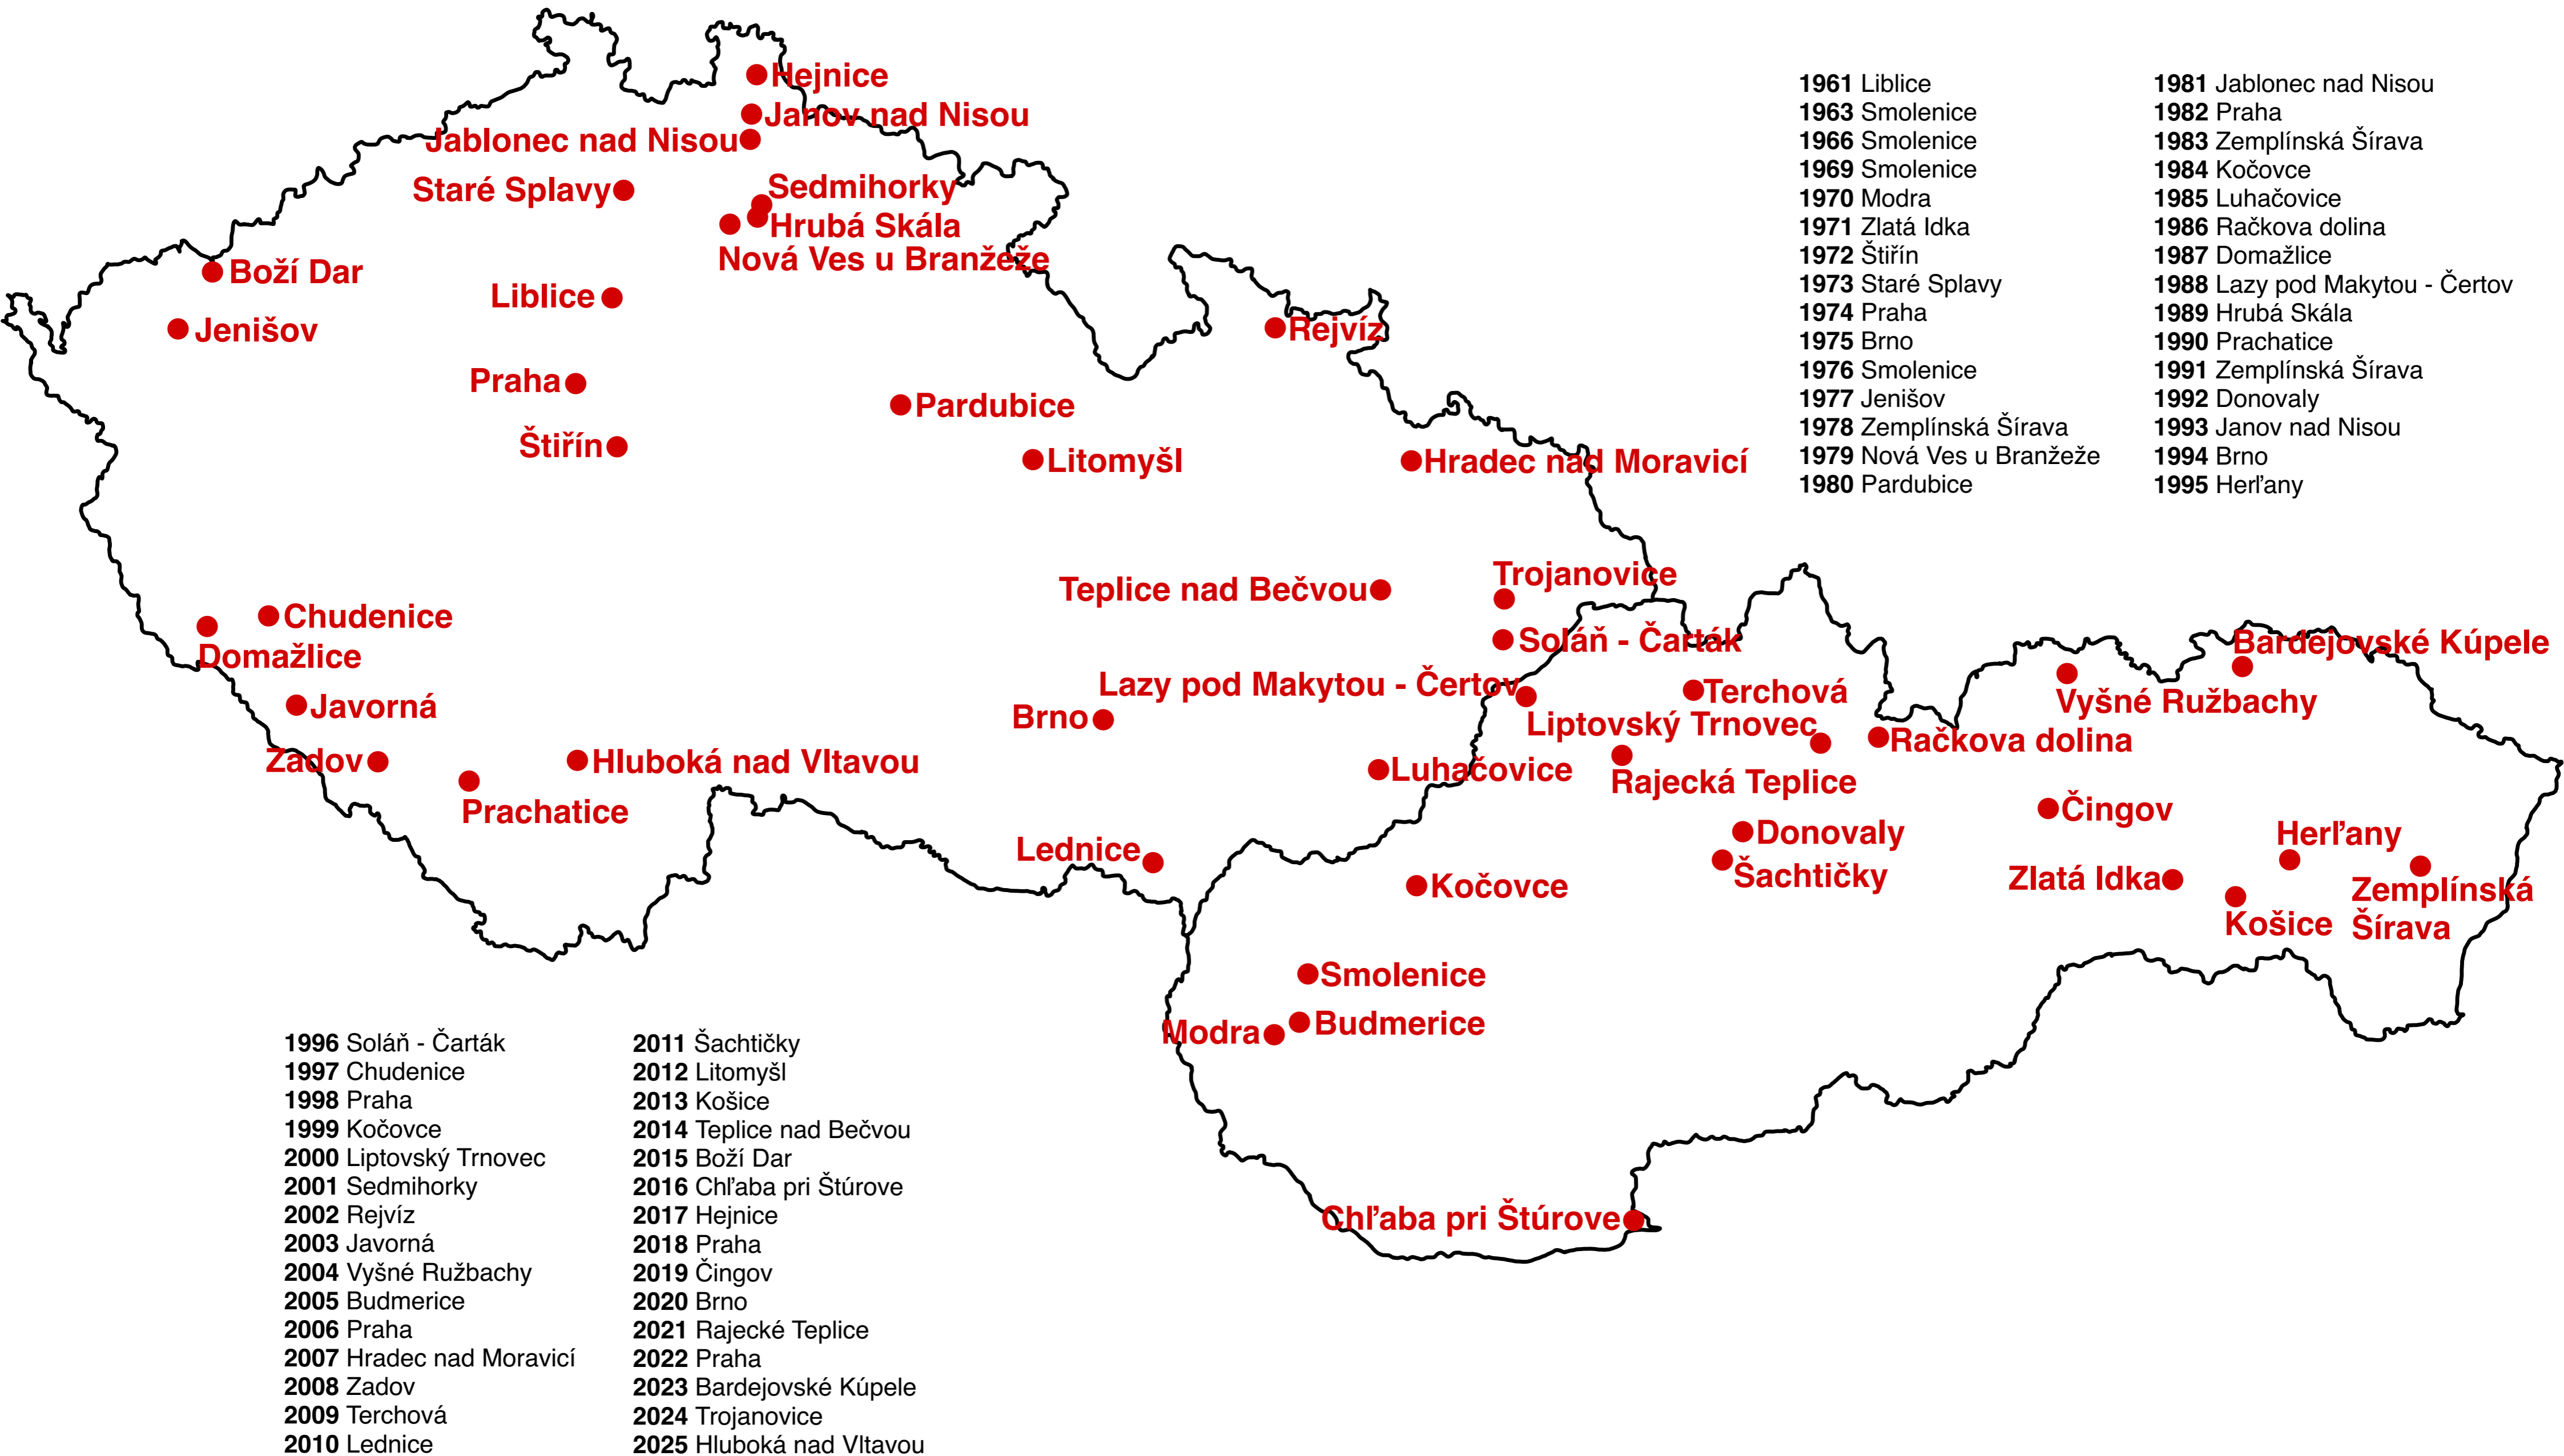 Hejnice
Janov nad Nisou
Jablonec nad Nisou
Staré Splavy
Sedmihorky
Hrubá Skála
Nová Ves u Branžeže
Boží Dar
Liblice
Jenišov
Rejvíz
Praha
Pardubice
Štiřín
Litomyšl
Hradec nad Moravicí
Trojanovice
Teplice nad Bečvou
Chudenice
Domažlice
Soláň - Čarták
Bardejovské Kúpele
Lazy pod Makytou - Čertov
Terchová
Vyšné Ružbachy
Javorná
Brno
Liptovský Trnovec
Račkova dolina
Zadov
Hluboká nad Vltavou
Luhačovice
Rajecká Teplice
Prachatice
Čingov
Donovaly
Herľany
Lednice
Šachtičky
Zlatá Idka
Kočovce
Zemplínská
Šírava
Košice
Smolenice
Budmerice
Modra
Chľaba pri Štúrove
1961 Liblice
1963 Smolenice
1966 Smolenice
1969 Smolenice
1970 Modra
1971 Zlatá Idka
1972 Štiřín
1973 Staré Splavy
1974 Praha
1975 Brno
1976 Smolenice
1977 Jenišov
1978 Zemplínská Šírava
1979 Nová Ves u Branžeže
1980 Pardubice
1981 Jablonec nad Nisou
1982 Praha
1983 Zemplínská Šírava
1984 Kočovce
1985 Luhačovice
1986 Račkova dolina
1987 Domažlice
1988 Lazy pod Makytou - Čertov
1989 Hrubá Skála
1990 Prachatice
1991 Zemplínská Šírava
1992 Donovaly
1993 Janov nad Nisou
1994 Brno
1995 Herľany
1996 Soláň - Čarták
1997 Chudenice
1998 Praha
1999 Kočovce
2000 Liptovský Trnovec
2001 Sedmihorky
2002 Rejvíz
2003 Javorná
2004 Vyšné Ružbachy
2005 Budmerice
2006 Praha
2007 Hradec nad Moravicí
2008 Zadov
2009 Terchová
2010 Lednice
2011 Šachtičky
2012 Litomyšl
2013 Košice
2014 Teplice nad Bečvou
2015 Boží Dar
2016 Chľaba pri Štúrove
2017 Hejnice
2018 Praha
2019 Čingov
2020 Brno
2021 Rajecké Teplice
2022 Praha
2023 Bardejovské Kúpele
2024 Trojanovice
2025 Hluboká nad Vltavou